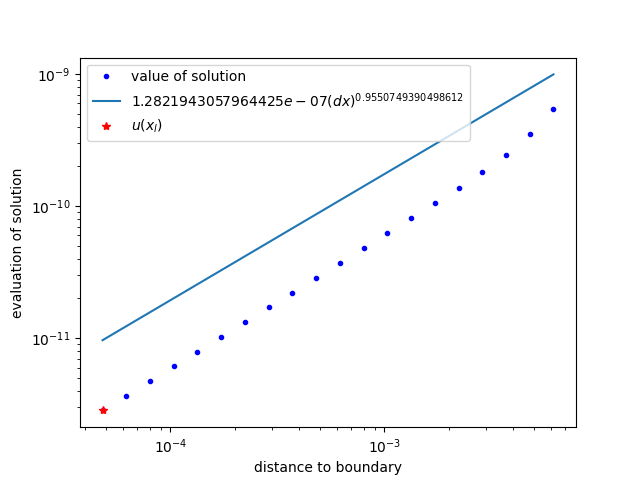 10⁻⁹
10⁻¹⁰
10⁻¹¹
evaluation of solution
value of solution
1.2821943057964425e − 07(dx)^0.9550749390498612
u(x_l)
10⁻⁴ 10⁻³
distance to boundary